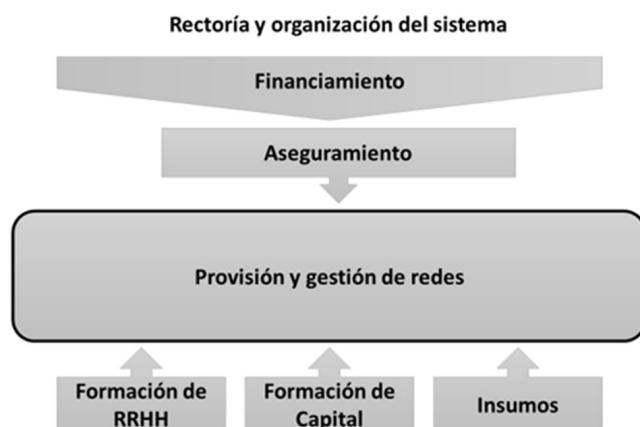 Rectoría y organización del sistema
Financiamiento
Aseguramiento
Provisión y gestión de redes
Formación de
RRHH
Formación de
Capital
Insumos